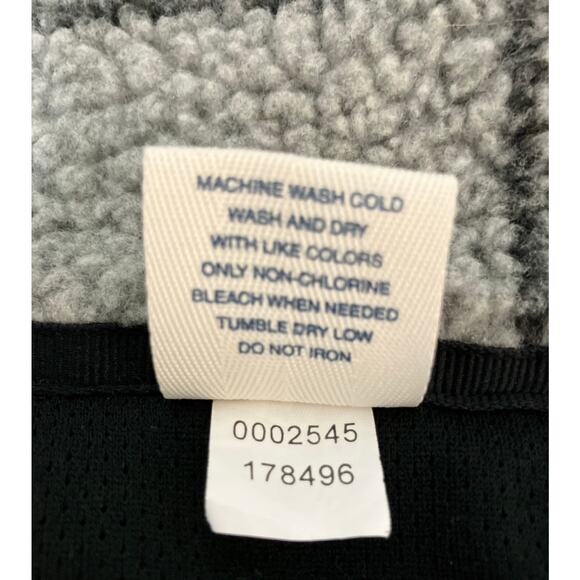 MACHINE WASH COLD
WASH AND DRY
WITH LIKE COLORS
ONLY NON-CHLORINE
BLEACH WHEN NEEDED
TUMBLE DRY LOW
DO NOT IRON
0002545
178496